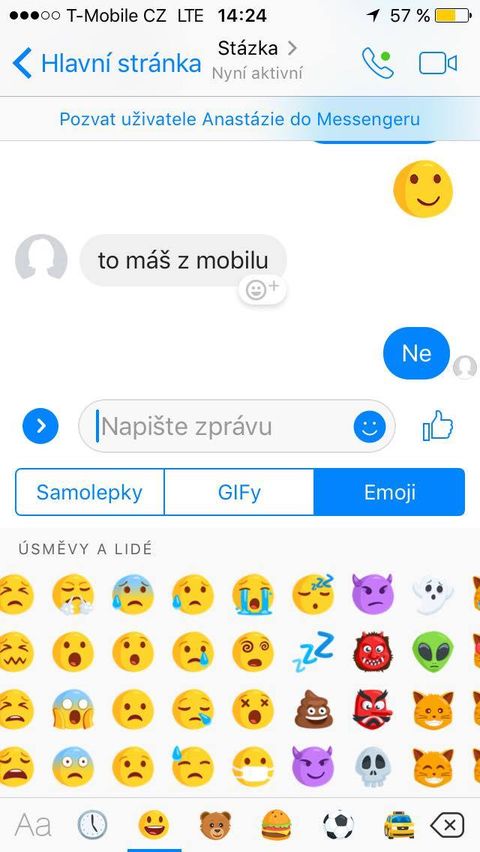 T-Mobile CZ LTE 14:24 57 %
Hlavní stránka
Stázka
Nyní aktivní
Pozvat uživatele Anastázie do Messengeru
to máš z mobilu
Ne
Napište zprávu
Samolepky GIFy Emoji
ÚSMĚVY A LIDÉ
Aa